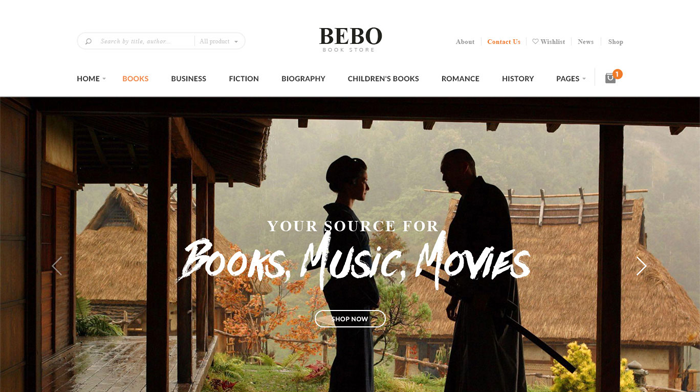 Search by title, author...
All product
BEBO
BOOK STORE
About
Contact Us
Wishlist
News
Shop
1
HOME
BOOKS
BUSINESS
FICTION
BIOGRAPHY
CHILDREN'S BOOKS
ROMANCE
HISTORY
PAGES
YOUR SOURCE FOR
Books, Music, Movies
SHOP NOW